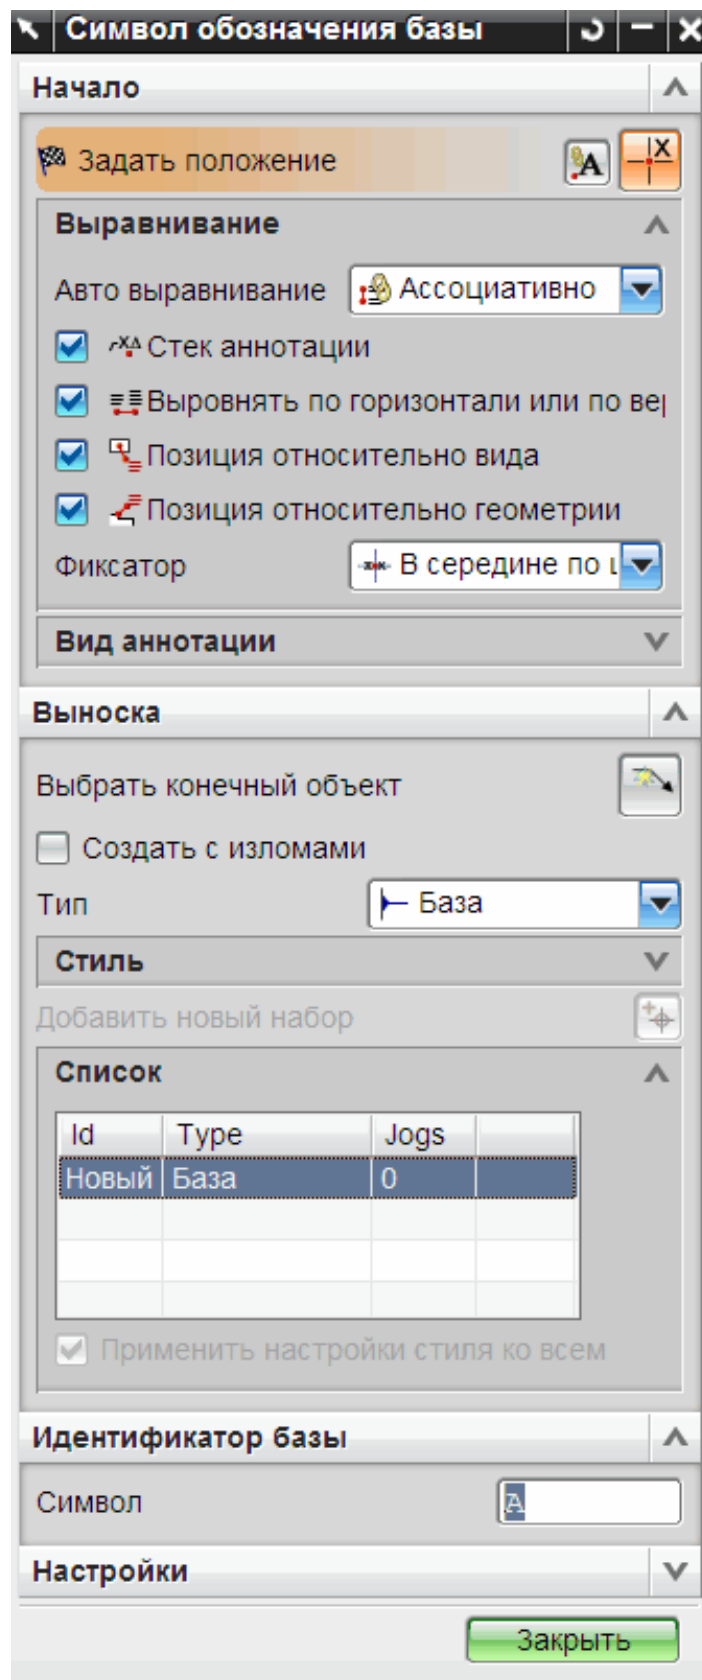 Символ обозначения базы
Начало
Задать положение
Выравнивание
Авто выравнивание Ассоциативно
Стек аннотации
Выровнять по горизонтали или по вер
Позиция относительно вида
Позиция относительно геометрии
Фиксатор В середине по ц
Вид аннотации
Выноска
Выбрать конечный объект
Создать с изломами
Тип База
Стиль
Добавить новый набор
Список
Id Type Jogs
Новый База 0
Применить настройки стиля ко всем
Идентификатор базы
Символ A
Настройки
Закрыть